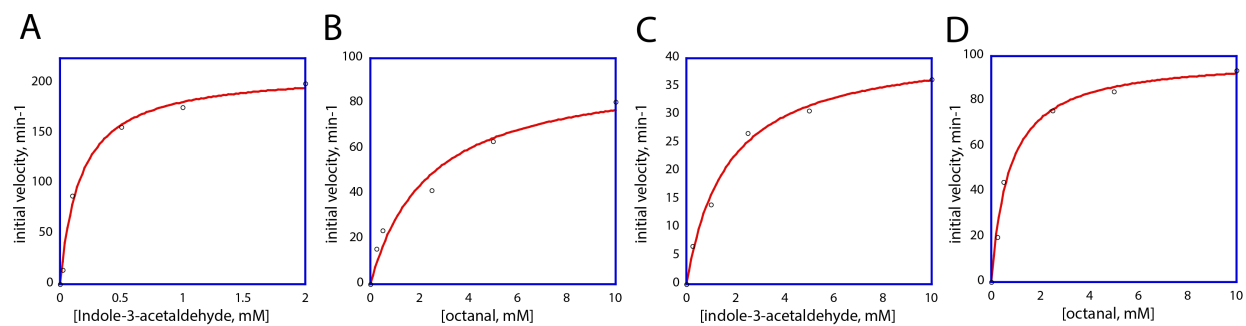 A
initial velocity, min-1
200
150
100
50
0
0 0.5 1 1.5 2
[Indole-3-acetaldehyde, mM]
B
initial velocity, min-1
100
80
60
40
20
0
0 2 4 6 8 10
[octanal, mM]
C
initial velocity, min-1
40
35
30
25
20
15
10
5
0
0 2 4 6 8 10
[indole-3-acetaldehyde, mM]
D
initial velocity, min-1
100
80
60
40
20
0
0 2 4 6 8 10
[octanal, mM]